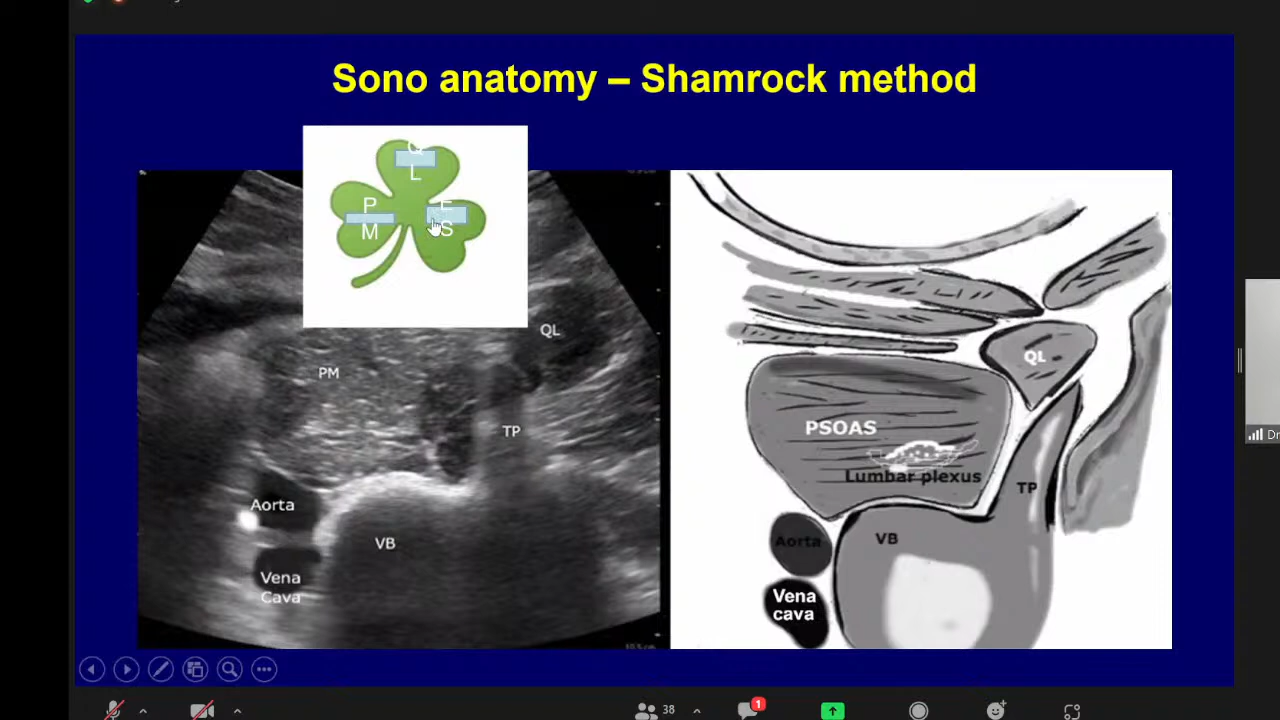 Sono anatomy – Shamrock method
Q
L
P
M
E
S
QL
PM
TP
Aorta
VB
Vena
Cava
QL
PSOAS
Lumbar plexus
TP
VB
Aorta
Vena
cava
38
1
Dr